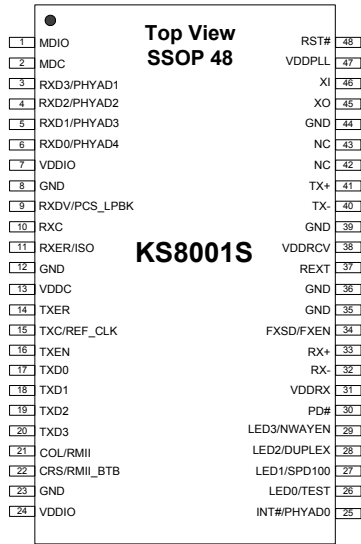 Top View
SSOP 48
KS8001S
1 MDIO
2 MDC
3 RXD3/PHYAD1
4 RXD2/PHYAD2
5 RXD1/PHYAD3
6 RXD0/PHYAD4
7 VDDIO
8 GND
9 RXDV/PCS_LPBK
10 RXC
11 RXER/ISO
12 GND
13 VDDC
14 TXER
15 TXC/REF_CLK
16 TXEN
17 TXD0
18 TXD1
19 TXD2
20 TXD3
21 COL/RMII
22 CRS/RMII_BTB
23 GND
24 VDDIO
RST# 48
VDDPLL 47
XI 46
XO 45
GND 44
NC 43
NC 42
TX+ 41
TX- 40
GND 39
VDDRCV 38
REXT 37
GND 36
GND 35
FXSD/FXEN 34
RX+ 33
RX- 32
VDDRX 31
PD# 30
LED3/NWAYEN 29
LED2/DUPLEX 28
LED1/SPD100 27
LED0/TEST 26
INT#/PHYAD0 25